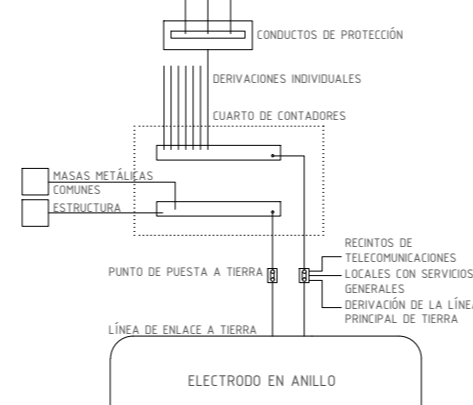 CONDUCTOS DE PROTECCIÓN
DERIVACIONES INDIVIDUALES
CUARTO DE CONTADORES
MASAS METÁLICAS
COMUNES
ESTRUCTURA
RECINTOS DE
TELECOMUNICACIONES
PUNTO DE PUESTA A TIERRA
LOCALES CON SERVICIOS
GENERALES
DERIVACIÓN DE LA LÍNEA
PRINCIPAL DE TIERRA
LÍNEA DE ENLACE A TIERRA
ELECTRODO EN ANILLO